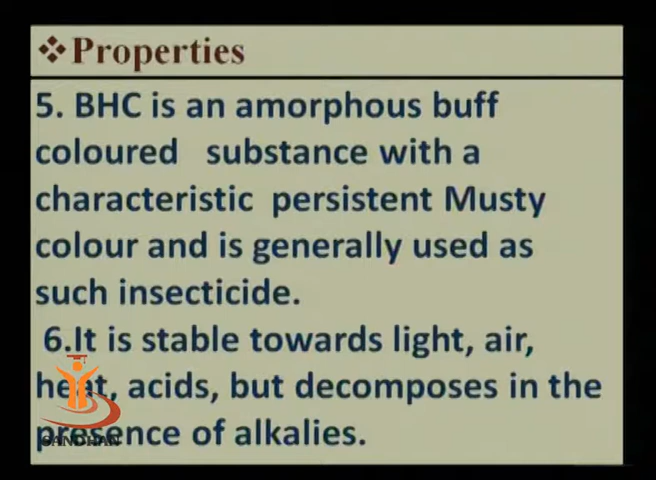 ❖Properties
5. BHC is an amorphous buff
coloured substance with a
characteristic persistent Musty
colour and is generally used as
such insecticide.
6.It is stable towards light, air,
heat, acids, but decomposes in the
presence of alkalies.
SANDHAN